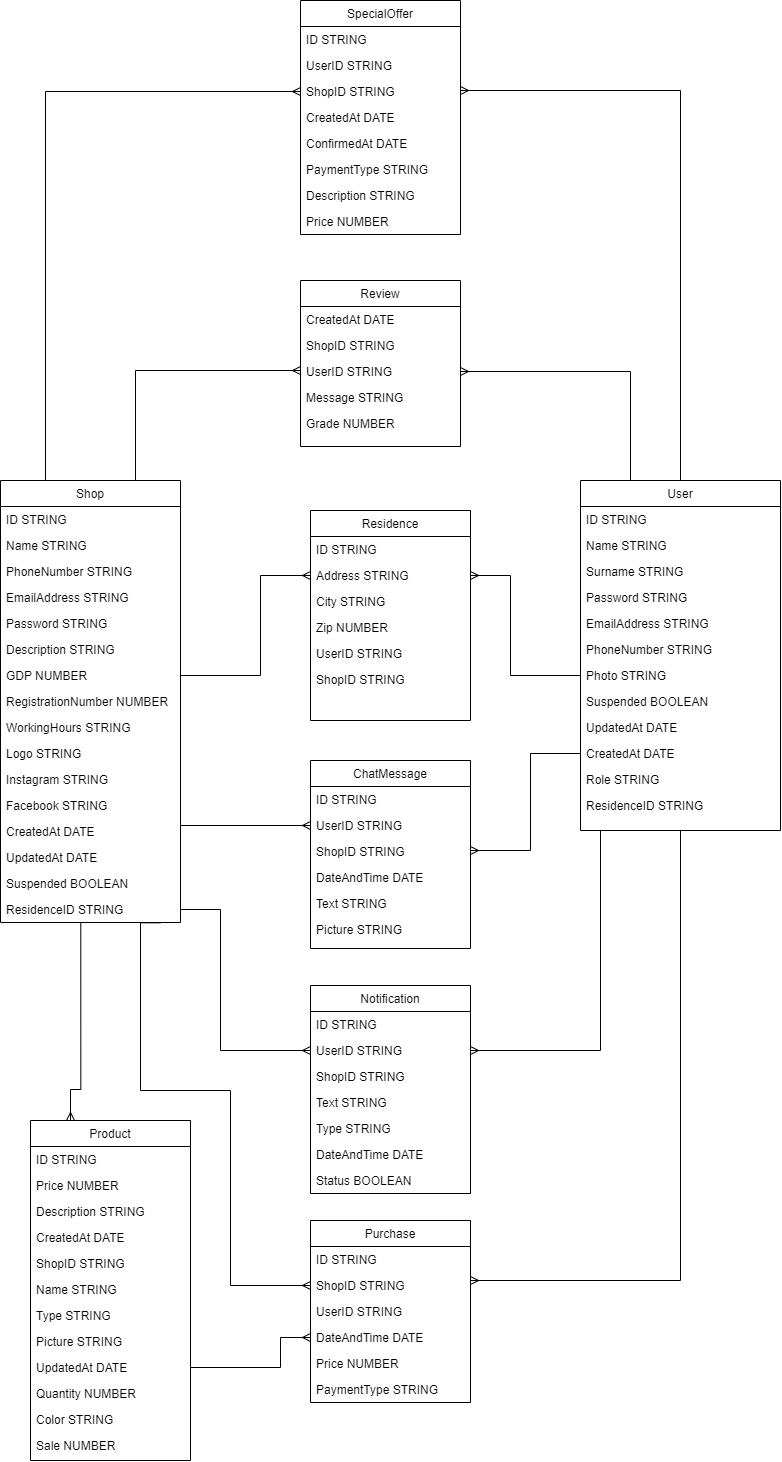 SpecialOffer
ID STRING
UserID STRING
ShopID STRING
CreatedAt DATE
ConfirmedAt DATE
PaymentType STRING
Description STRING
Price NUMBER
Review
CreatedAt DATE
ShopID STRING
UserID STRING
Message STRING
Grade NUMBER
Shop
ID STRING
Name STRING
PhoneNumber STRING
EmailAddress STRING
Password STRING
Description STRING
GDP NUMBER
RegistrationNumber NUMBER
WorkingHours STRING
Logo STRING
Instagram STRING
Facebook STRING
CreatedAt DATE
UpdatedAt DATE
Suspended BOOLEAN
ResidenceID STRING
Residence
ID STRING
Address STRING
City STRING
Zip NUMBER
UserID STRING
ShopID STRING
User
ID STRING
Name STRING
Surname STRING
Password STRING
EmailAddress STRING
PhoneNumber STRING
Photo STRING
Suspended BOOLEAN
UpdatedAt DATE
CreatedAt DATE
Role STRING
ResidenceID STRING
ChatMessage
ID STRING
UserID STRING
ShopID STRING
DateAndTime DATE
Text STRING
Picture STRING
Notification
ID STRING
UserID STRING
ShopID STRING
Text STRING
Type STRING
DateAndTime DATE
Status BOOLEAN
Product
ID STRING
Price NUMBER
Description STRING
CreatedAt DATE
ShopID STRING
Name STRING
Type STRING
Picture STRING
UpdatedAt DATE
Quantity NUMBER
Color STRING
Sale NUMBER
Purchase
ID STRING
ShopID STRING
UserID STRING
DateAndTime DATE
Price NUMBER
PaymentType STRING